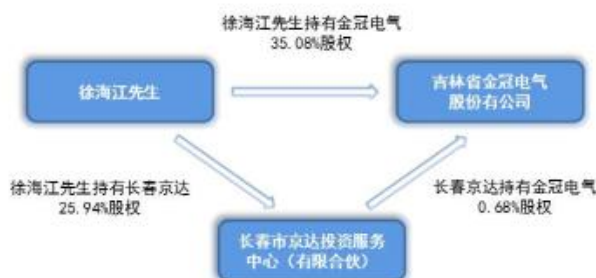 徐海江先生持有金冠电气
35.08%股权
徐海江先生
吉林省金冠电气
股份有公司
徐海江先生持有长春京达
25.94%股权
长春京达持有金冠电气
0.68%股权
长春市京达投资服务
中心（有限合伙）